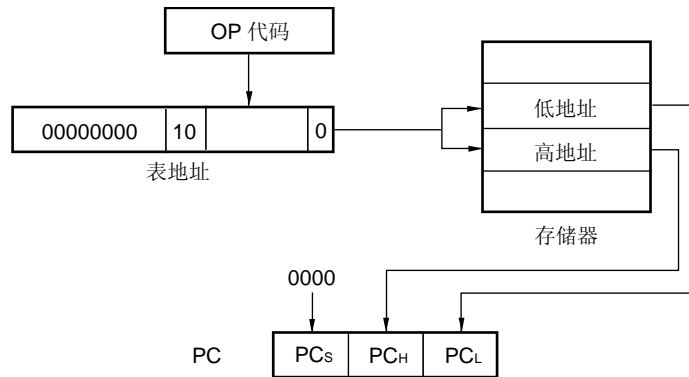 OP 代码
低地址
00000000 10 0
高地址
表地址
存储器
0000
PC PCS PCH PCL